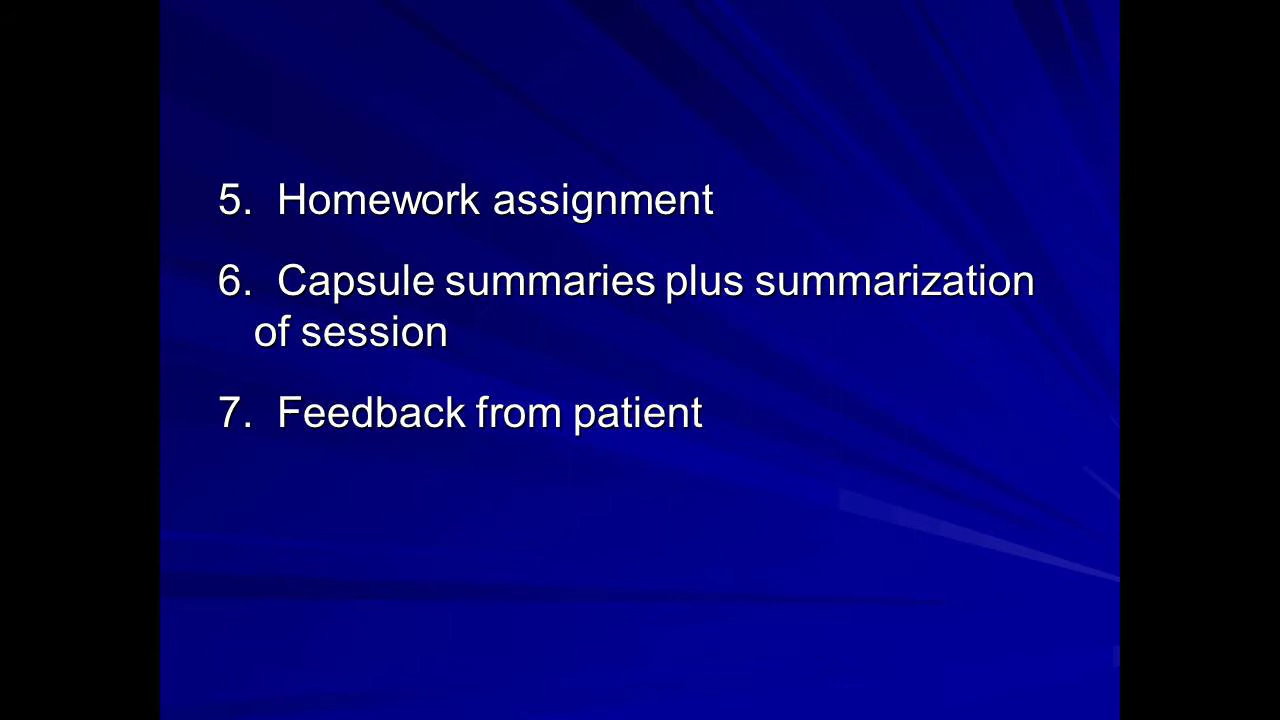 5. Homework assignment
6. Capsule summaries plus summarization
of session
7. Feedback from patient